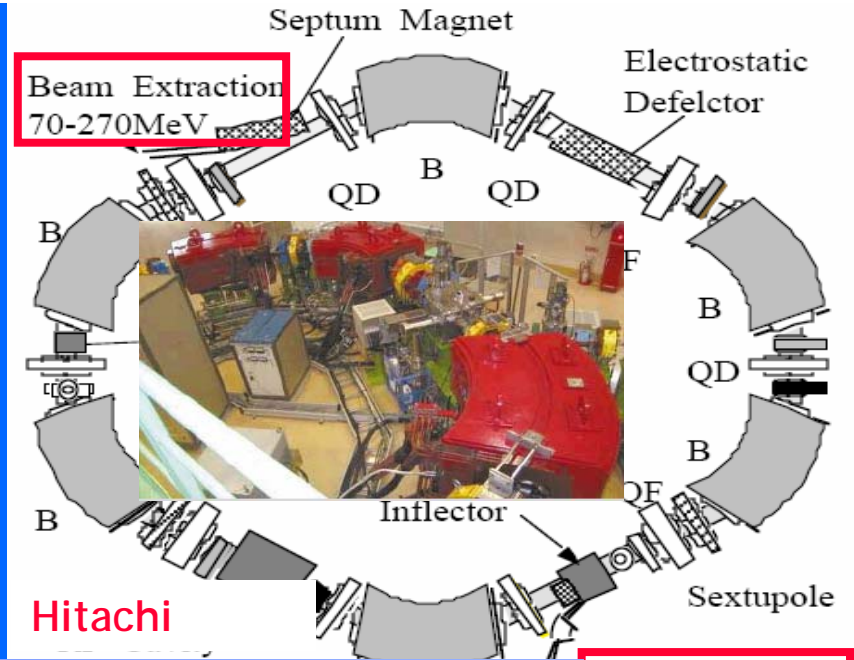 Septum Magnet
Beam Extraction
70-270MeV
Electrostatic
Defelctor
B
QD
QD
B
F
B
QD
B
B
QF
Inflector
Sextupole
Hitachi